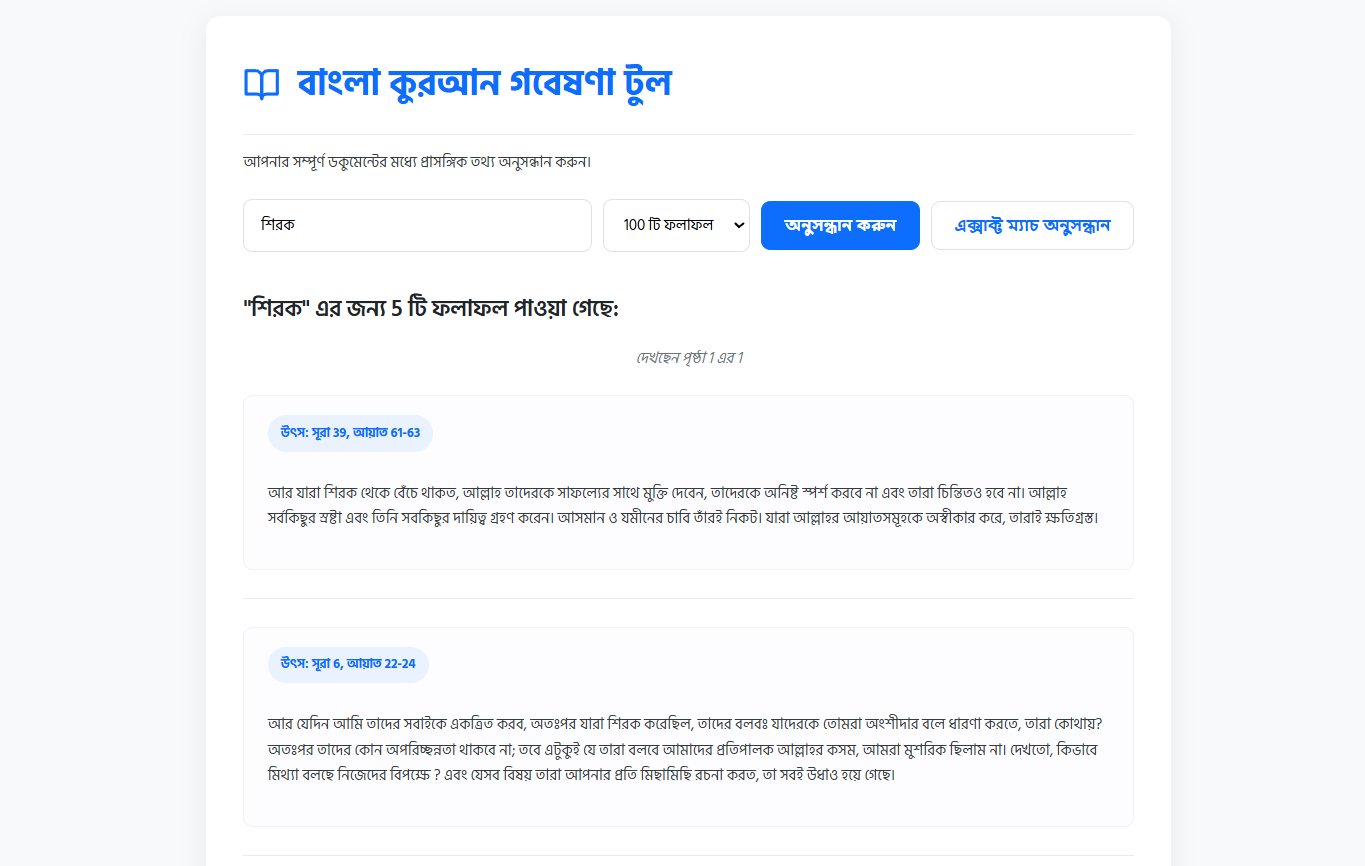 বাংলা কুরআন গবেষণা টুল
আপনার সম্পূর্ণ ডকুমেন্টের মধ্যে প্রাসঙ্গিক তথ্য অনুসন্ধান করুন।
শিরক
100 টি ফলাফল
অনুসন্ধান করুন
এক্সাক্ট ম্যাচ অনুসন্ধান
"শিরক" এর জন্য 5 টি ফলাফল পাওয়া গেছে:
দেখছেন পৃষ্ঠা 1 এর 1
উৎস: সূরা 39, আয়াত 61-63
আর যারা শিরক থেকে বেঁচে থাকত, আল্লাহ তাদেরকে সাফল্যের সাথে মুক্তি দেবেন, তাদেরকে অনিষ্ট স্পর্শ করবে না এবং তারা চিন্তিতও হবে না। আল্লাহ
সর্বকিছুর স্রষ্টা এবং তিনি সবকিছুর দায়িত্ব গ্রহণ করেন। আসমান ও যমীনের চাবি তাঁরই নিকট। যারা আল্লাহর আয়াতসমূহকে অস্বীকার করে, তারাই ক্ষতিগ্রস্ত।
উৎস: সূরা 6, আয়াত 22-24
আর যেদিন আমি তাদের সবাইকে একত্রিত করব, অতঃপর যারা শিরক করেছিল, তাদের বলবঃ যাদেরকে তোমরা অংশীদার বলে ধারণা করতে, তারা কোথায়?
অতঃপর তাদের কোন অপরিচ্ছন্নতা থাকবে না; তবে এটুকুই যে তারা বলবে আমাদের প্রতিপালক আল্লাহর কসম, আমরা মুশরিক ছিলাম না। দেখতো, কিভাবে
মিথ্যা বলছে নিজেদের বিপক্ষে ? এবং যেসব বিষয় তারা আপনার প্রতি মিছামিছি রচনা করত, তা সবই উধাও হয়ে গেছে।